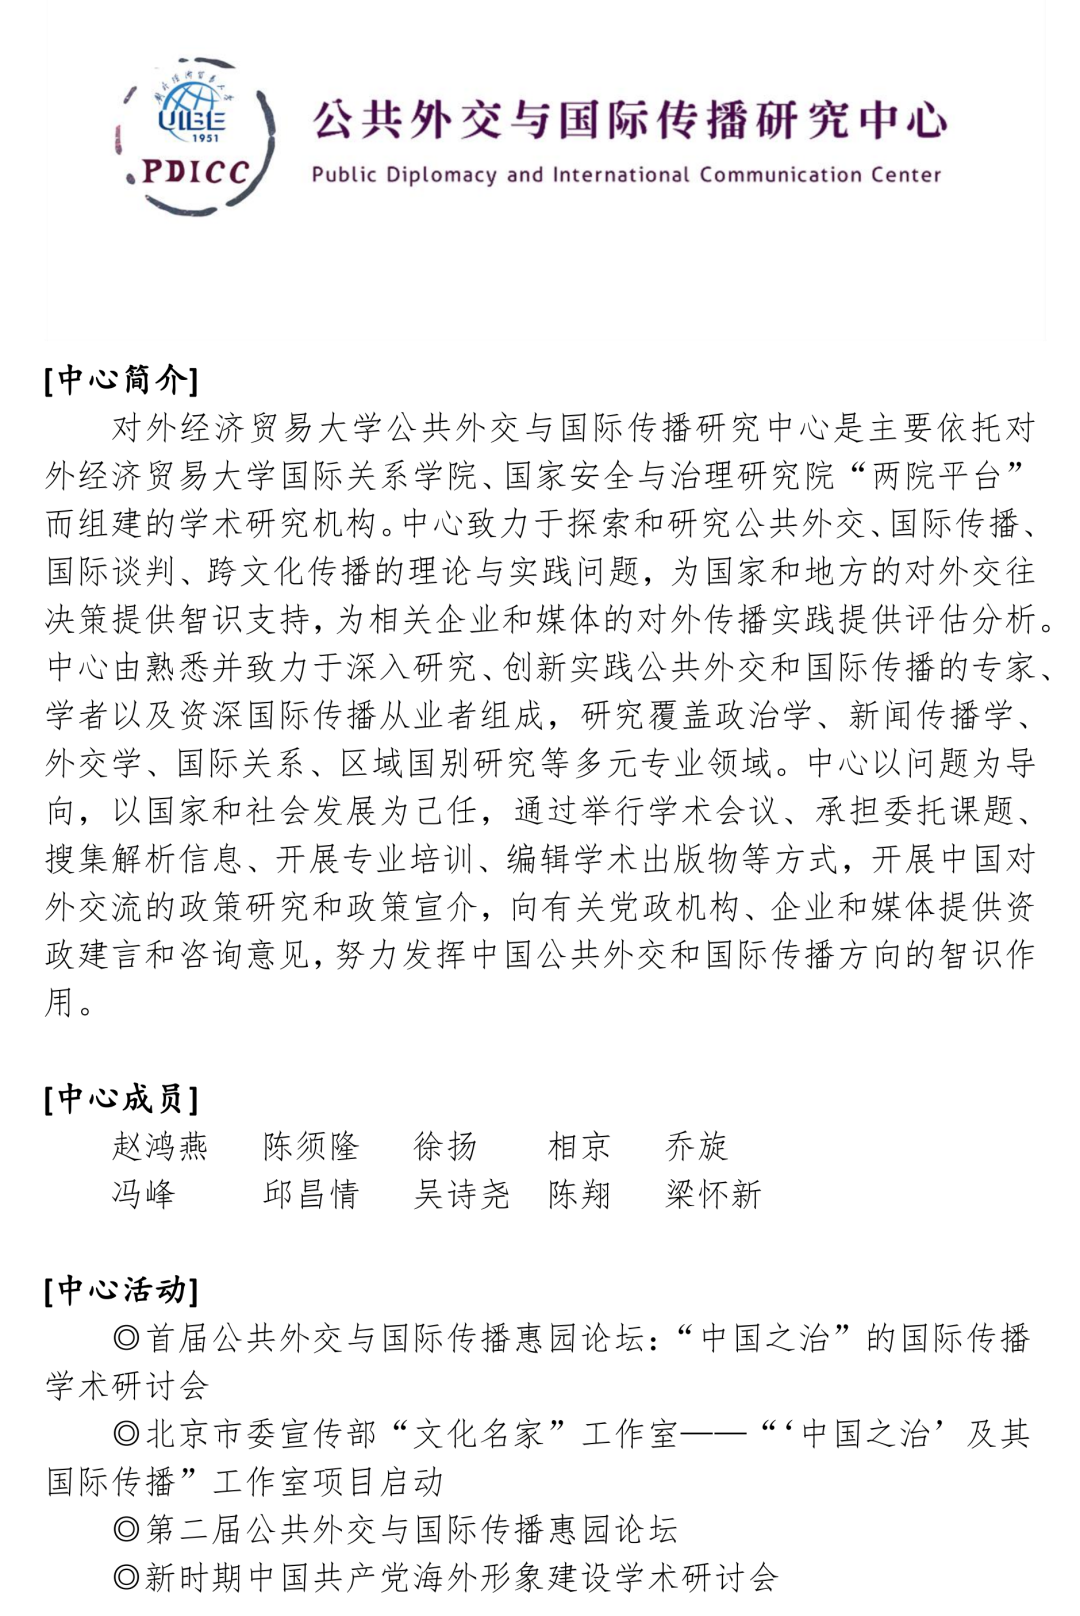 对外经济贸易大学
UIBE
1951
PDICC
公共外交与国际传播研究中心
Public Diplomacy and International Communication Center
[中心简介]
对外经济贸易大学公共外交与国际传播研究中心是主要依托对
外经济贸易大学国际关系学院、国家安全与治理研究院“两院平台”
而组建的学术研究机构。中心致力于探索和研究公共外交、国际传播、
国际谈判、跨文化传播的理论与实践问题，为国家和地方的对外交往
决策提供智识支持，为相关企业和媒体的对外传播实践提供评估分析。
中心由熟悉并致力于深入研究、创新实践公共外交和国际传播的专家、
学者以及资深国际传播从业者组成，研究覆盖政治学、新闻传播学、
外交学、国际关系、区域国别研究等多元专业领域。中心以问题为导
向，以国家和社会发展为己任，通过举行学术会议、承担委托课题、
搜集解析信息、开展专业培训、编辑学术出版物等方式，开展中国对
外交流的政策研究和政策宣介，向有关党政机构、企业和媒体提供资
政建言和咨询意见，努力发挥中国公共外交和国际传播方向的智识作
用。
[中心成员]
赵鸿燕 陈须隆 徐扬 相京 乔旋
冯峰 邱昌情 吴诗尧 陈翔 梁怀新
[中心活动]
◎首届公共外交与国际传播惠园论坛：“中国之治”的国际传播
学术研讨会
◎北京市委宣传部“文化名家”工作室——“‘中国之治’及其
国际传播”工作室项目启动
◎第二届公共外交与国际传播惠园论坛
◎新时期中国共产党海外形象建设学术研讨会